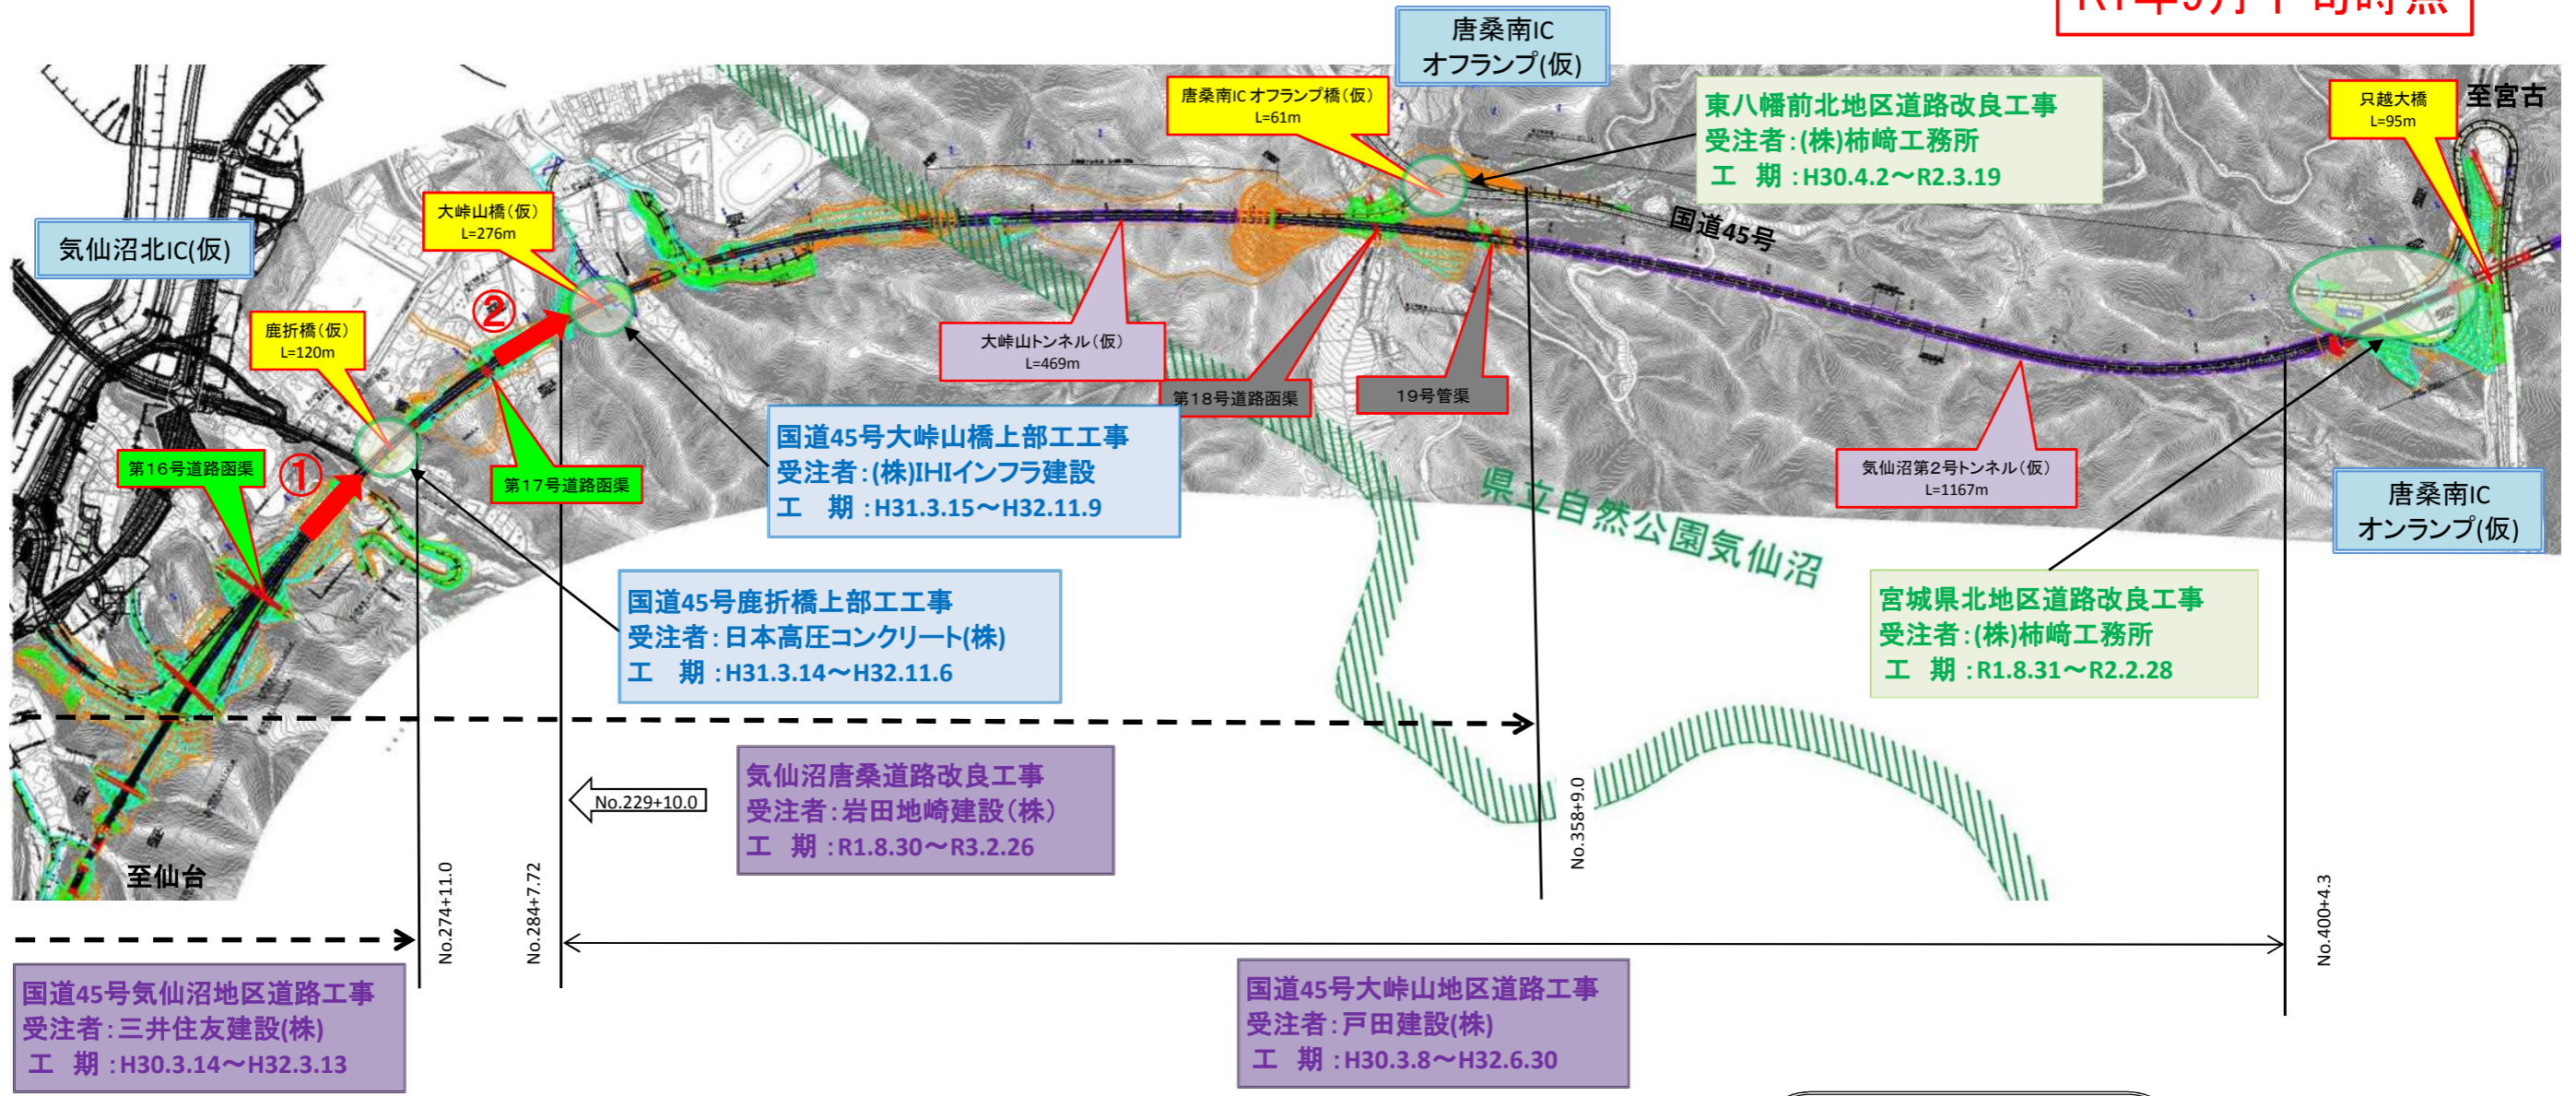 R1年9月下旬時点
唐桑南IC
オフランプ(仮)
唐桑南IC オフランプ橋(仮)
L=61m
東八幡前北地区道路改良工事
受注者：(株)柿﨑工務所
工　期：H30.4.2～R2.3.19
只越大橋
L=95m
至宮古
気仙沼北IC(仮)
大峠山橋(仮)
L=276m
②
鹿折橋(仮)
L=120m
国道45号
大峠山トンネル(仮)
L=469m
第18号道路函渠
19号管渠
第16号道路函渠
①
第17号道路函渠
国道45号大峠山橋上部工工事
受注者：(株)IHIインフラ建設
工　期：H31.3.15～H32.11.9
気仙沼第2号トンネル(仮)
L=1167m
唐桑南IC
オンランプ(仮)
県立自然公園気仙沼
国道45号鹿折橋上部工工事
受注者：日本高圧コンクリート(株)
工　期：H31.3.14～H32.11.6
宮城県北地区道路改良工事
受注者：(株)柿﨑工務所
工　期：R1.8.31～R2.2.28
気仙沼唐桑道路改良工事
受注者：岩田地崎建設(株)
工　期：R1.8.30～R3.2.26
No.229+10.0
至仙台
No.274+11.0
No.284+7.72
No.358+9.0
No.400+4.3
国道45号気仙沼地区道路工事
受注者：三井住友建設(株)
工　期：H30.3.14～H32.3.13
国道45号大峠山地区道路工事
受注者：戸田建設(株)
工　期：H30.3.8～H32.6.30